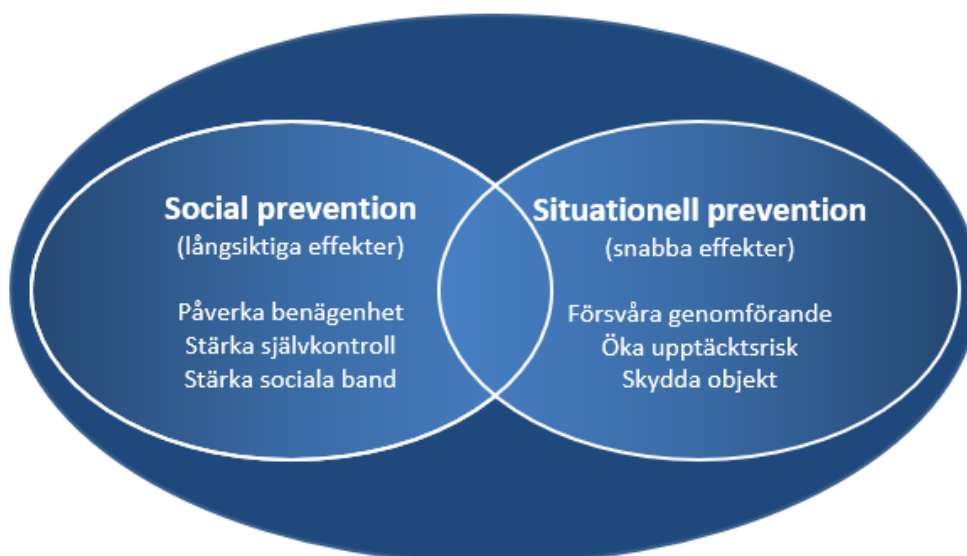 Social prevention
(långsiktiga effekter)
Påverka benägenhet
Stärka självkontroll
Stärka sociala band
Situationell prevention
(snabba effekter)
Försvåra genomförande
Öka upptäcktsrisk
Skydda objekt